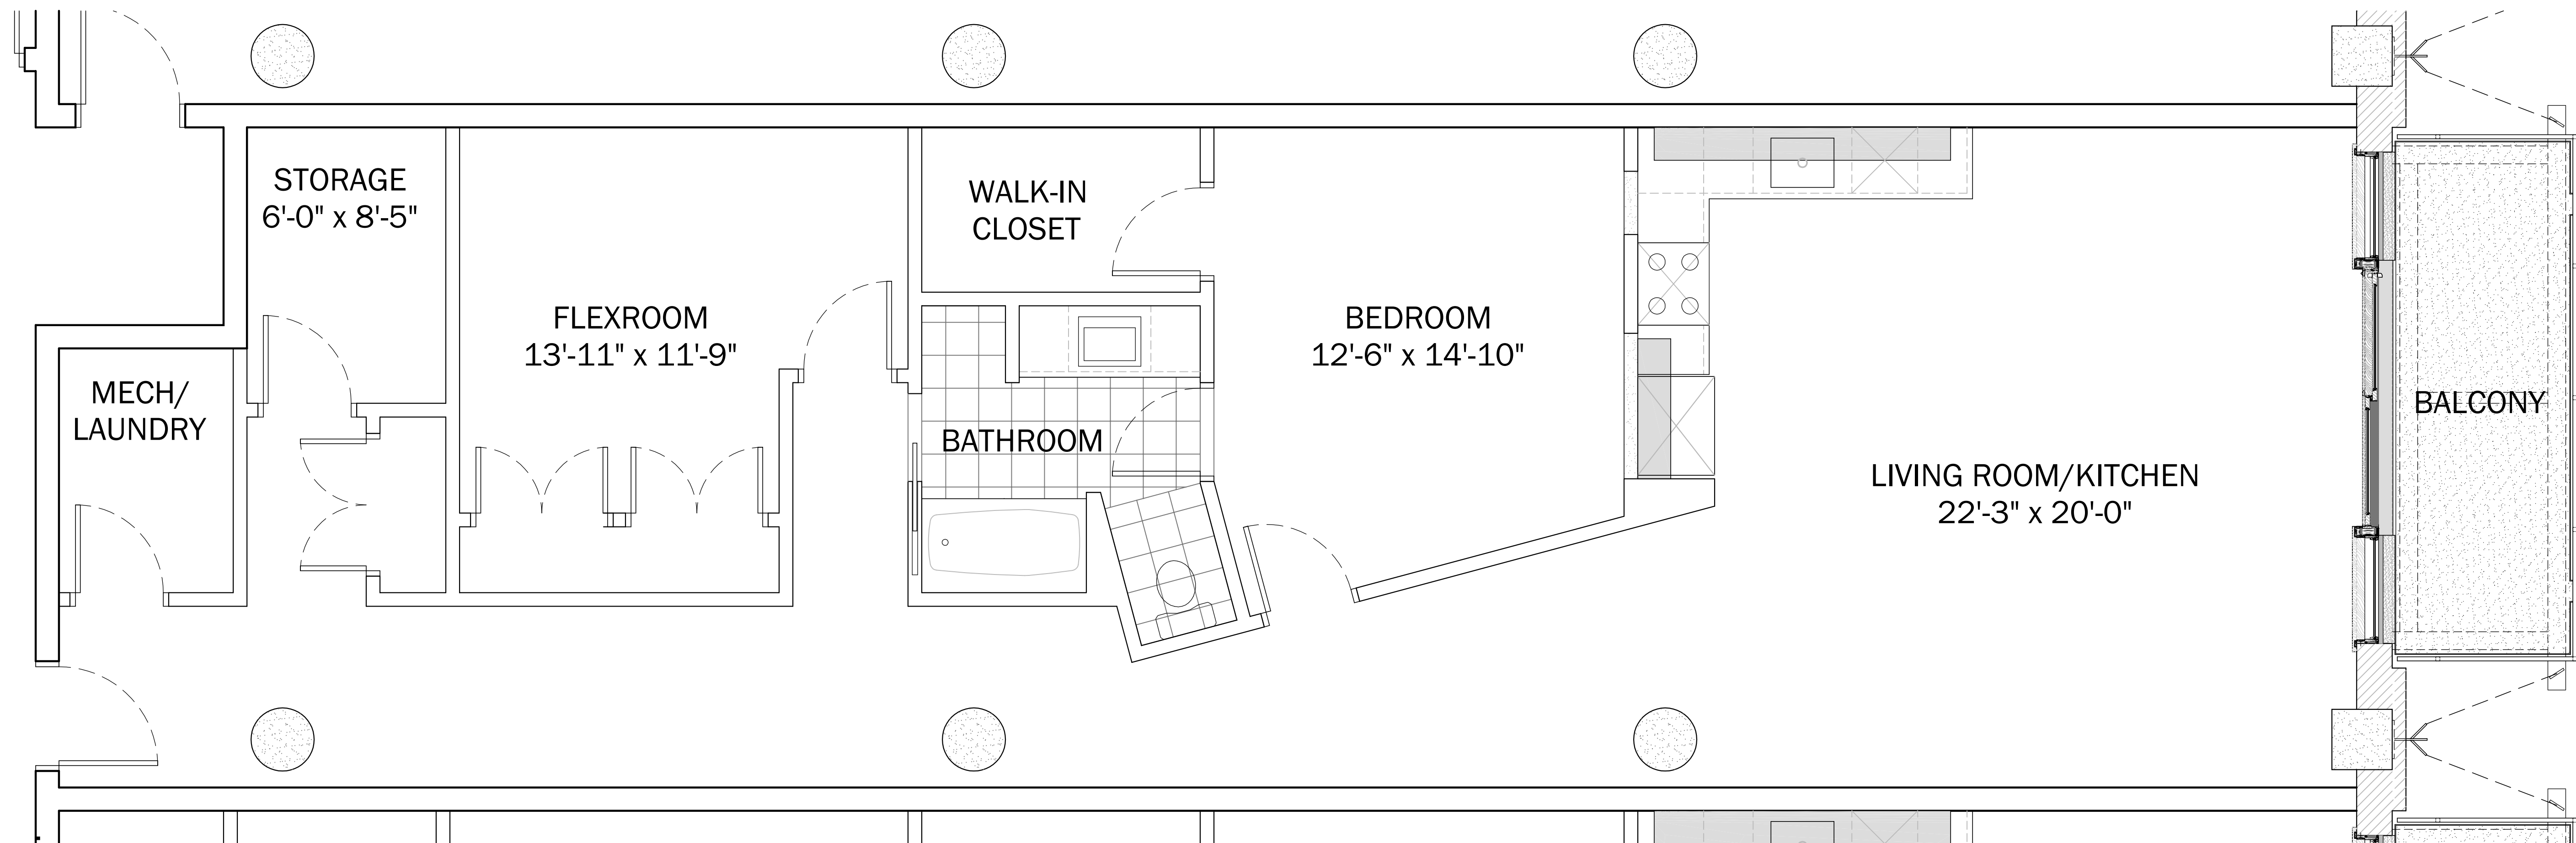 STORAGE
6'-0" x 8'-5"
WALK-IN
CLOSET
FLEXROOM
13'-11" x 11'-9"
BEDROOM
12'-6" x 14'-10"
MECH/
LAUNDRY
BATHROOM
BALCONY
LIVING ROOM/KITCHEN
22'-3" x 20'-0"